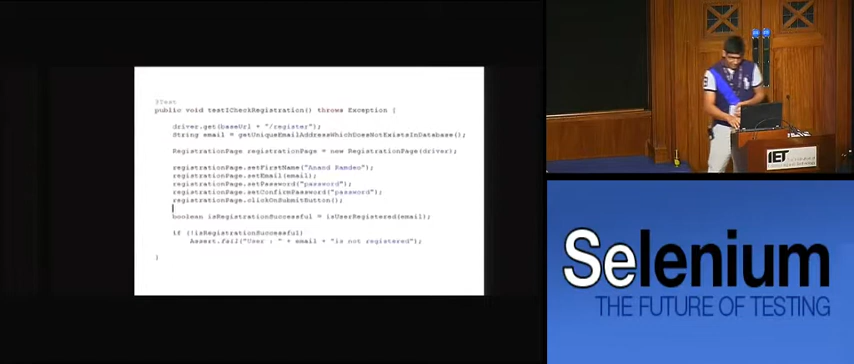 @Test
public void test1CheckRegistration() throws Exception {
driver.get(baseUrl + "/register");
String email = getUniqueEmailAddressWhichDoesNotExistsInDatabase();
RegistrationPage registrationPage = new RegistrationPage(driver);
registrationPage.setFirstName("Anand Ramdeo");
registrationPage.setEmail(email);
registrationPage.setPassword("password");
registrationPage.setConfirmPassword("password");
registrationPage.clickOnSubmitButton();
boolean isRegistrationSuccessful = isUserRegistered(email);
if (!isRegistrationSuccessful)
Assert.fail("User : " + email + "is not registered");
}
IET
Selenium
THE FUTURE OF TESTING